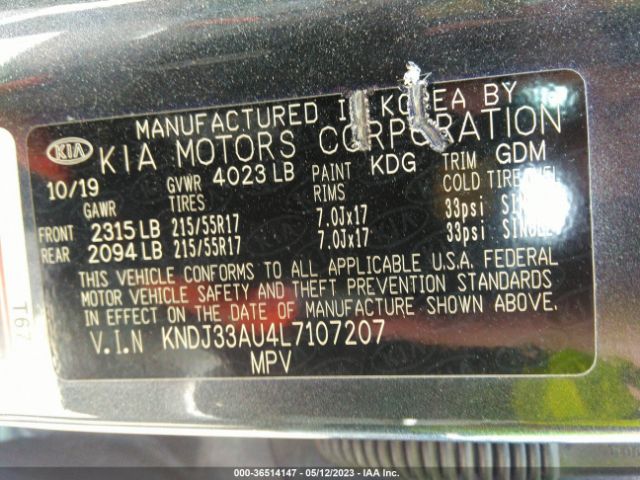 MANUFACTURED IN KOREA BY
KIA KIA MOTORS CORPORATION
10/19 GVWR 4023 LB PAINT KDG TRIM GDM
GAWR TIRES RIMS COLD TIRE
FRONT 2315 LB 215/55R17 7.0Jx17 33psi SINGLE
REAR 2094 LB 215/55R17 7.0Jx17 33psi SINGLE
THIS VEHICLE CONFORMS TO ALL APPLICABLE U.S.A. FEDERAL
MOTOR VEHICLE SAFETY AND THEFT PREVENTION STANDARDS
IN EFFECT ON THE DATE OF MANUFACTURE SHOWN ABOVE.
V.I.N KNDJ33AU4L7107207
MPV
T67
000-36514147 - 05/12/2023 - IAA Inc.